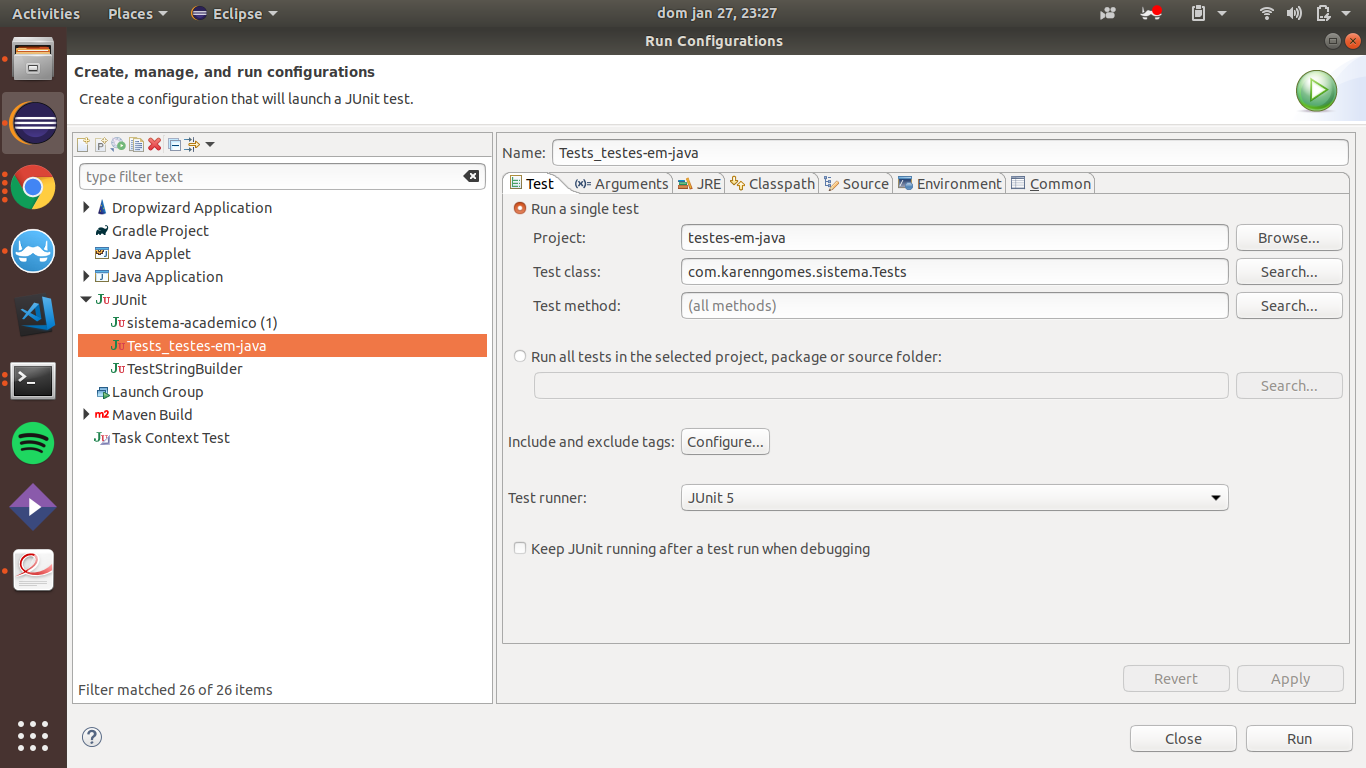 Activities Places Eclipse dom jan 27, 23:27
Run Configurations
Create, manage, and run configurations
Create a configuration that will launch a JUnit test.
P
type filter text
Dropwizard Application
Gradle Project
Java Applet
Java Application
JUnit
sistema-academico (1)
Tests_testes-em-java
TestStringBuilder
Launch Group
m2 Maven Build
Task Context Test
Filter matched 26 of 26 items
Name: Tests_testes-em-java
Test (x)= Arguments JRE Classpath Source Environment Common
Run a single test
Project: testes-em-java Browse...
Test class: com.karenngomes.sistema.Tests Search...
Test method: (all methods) Search...
Run all tests in the selected project, package or source folder:
Search...
Include and exclude tags: Configure...
Test runner: JUnit 5
Keep JUnit running after a test run when debugging
Revert Apply
? Close Run